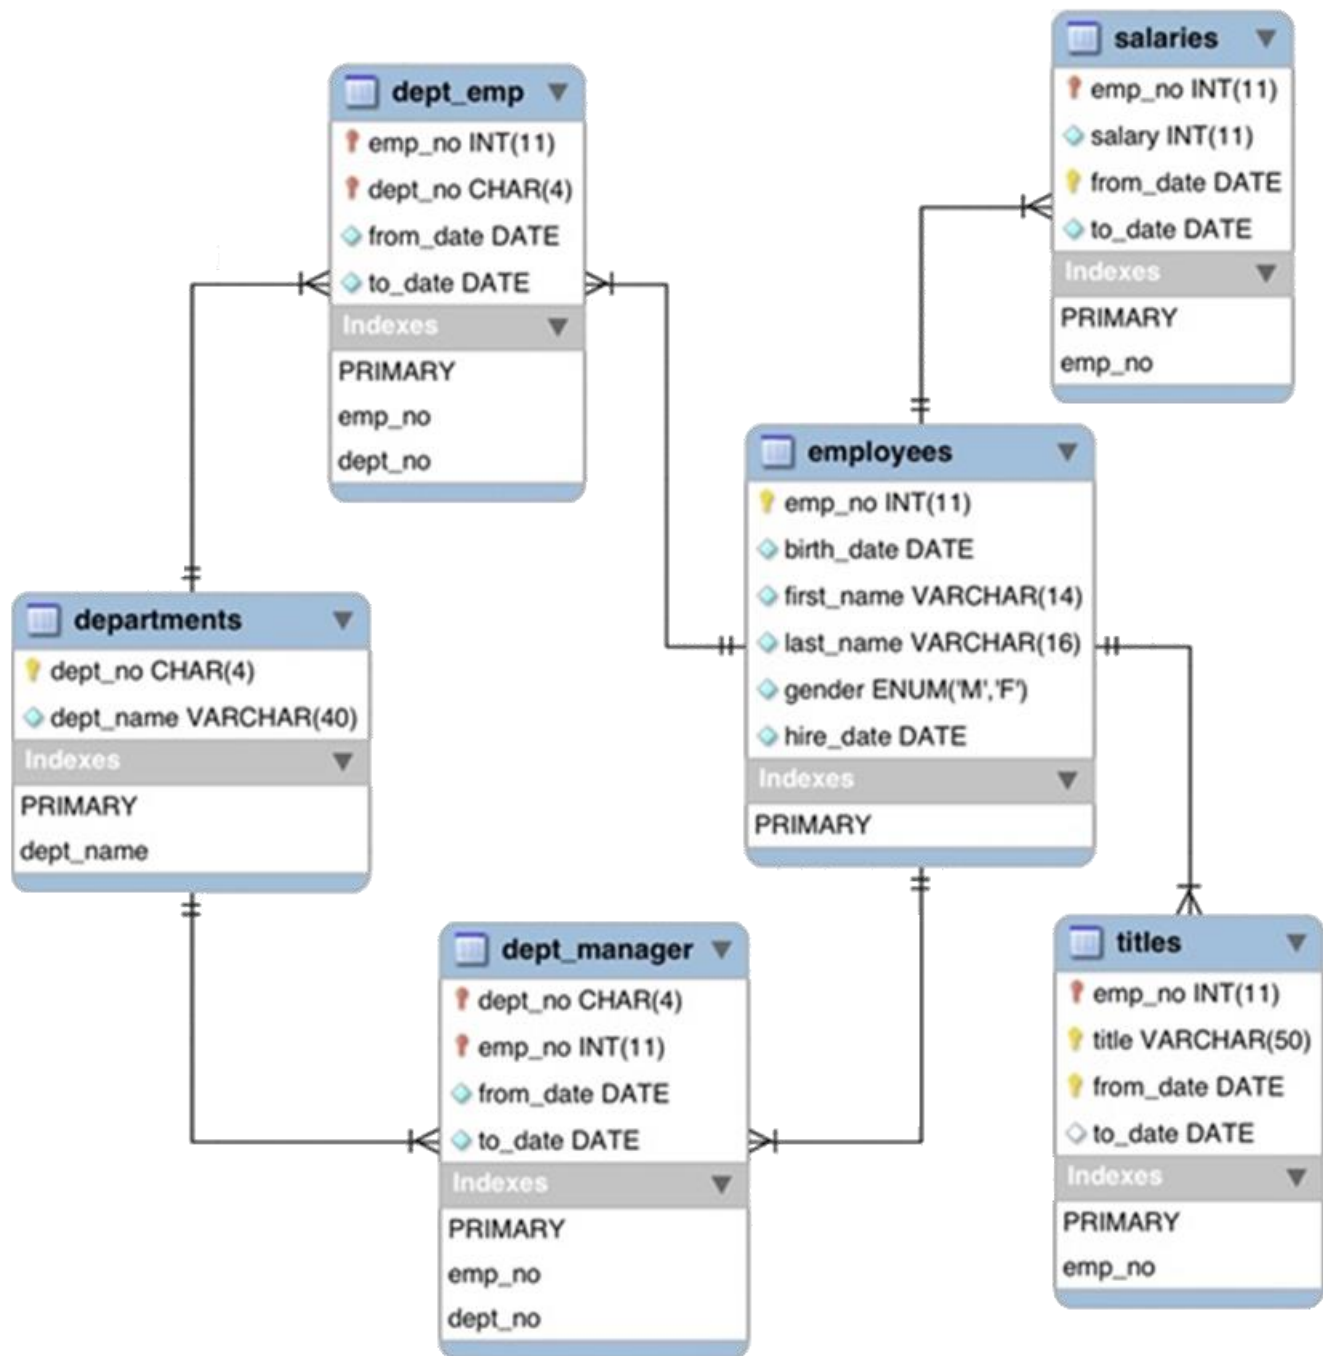 salaries
emp_no INT(11)
salary INT(11)
from_date DATE
to_date DATE
Indexes
PRIMARY
emp_no
dept_emp
emp_no INT(11)
dept_no CHAR(4)
from_date DATE
to_date DATE
Indexes
PRIMARY
emp_no
dept_no
employees
emp_no INT(11)
birth_date DATE
first_name VARCHAR(14)
last_name VARCHAR(16)
gender ENUM('M','F')
hire_date DATE
Indexes
PRIMARY
departments
dept_no CHAR(4)
dept_name VARCHAR(40)
Indexes
PRIMARY
dept_name
dept_manager
dept_no CHAR(4)
emp_no INT(11)
from_date DATE
to_date DATE
Indexes
PRIMARY
emp_no
dept_no
titles
emp_no INT(11)
title VARCHAR(50)
from_date DATE
to_date DATE
Indexes
PRIMARY
emp_no